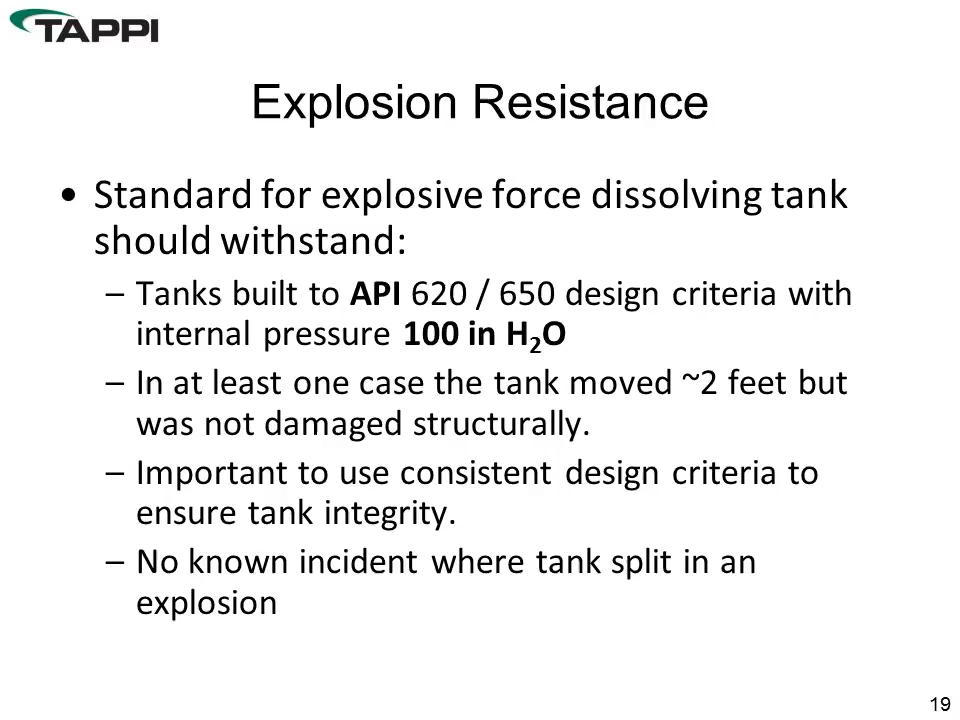 TAPPI
Explosion Resistance
• Standard for explosive force dissolving tank
should withstand:
– Tanks built to API 620 / 650 design criteria with
internal pressure 100 in H₂O
– In at least one case the tank moved ~2 feet but
was not damaged structurally.
– Important to use consistent design criteria to
ensure tank integrity.
– No known incident where tank split in an
explosion
19